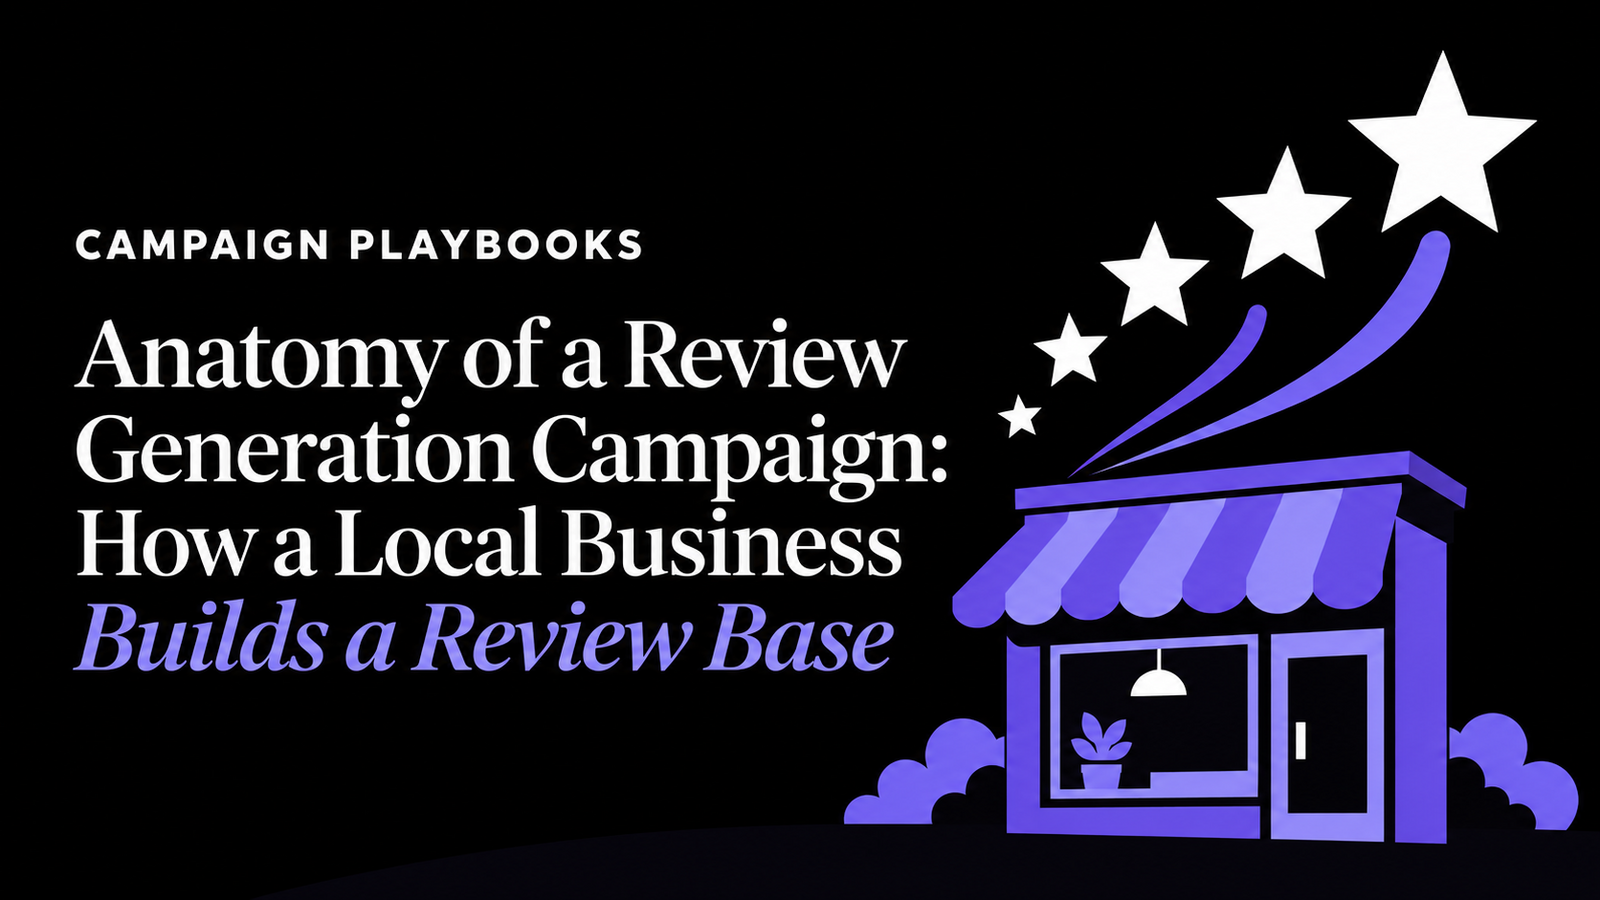 CAMPAIGN PLAYBOOKS
Anatomy of a Review
Generation Campaign:
How a Local Business
Builds a Review Base